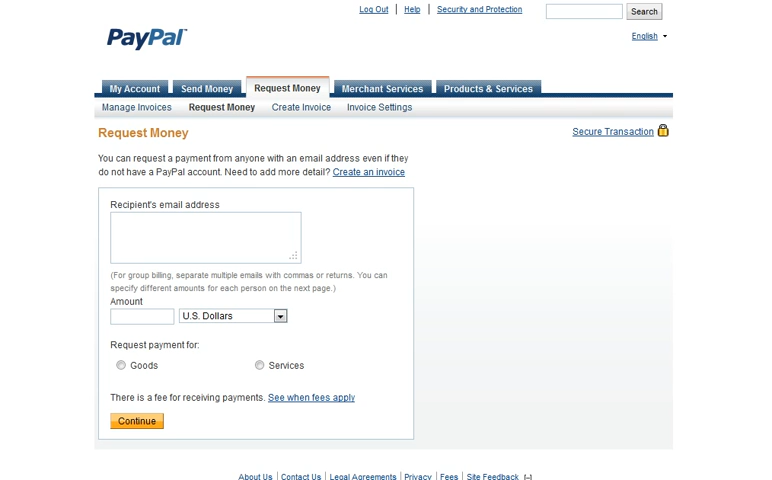 Log Out | Help | Security and Protection Search
PayPal™
English
My Account Send Money Request Money Merchant Services Products & Services
Manage Invoices Request Money Create Invoice Invoice Settings
Request Money
Secure Transaction
You can request a payment from anyone with an email address even if they
do not have a PayPal account. Need to add more detail? Create an invoice
Recipient's email address
(For group billing, separate multiple emails with commas or returns. You can
specify different amounts for each person on the next page.)
Amount
U.S. Dollars
Request payment for:
Goods Services
There is a fee for receiving payments. See when fees apply
Continue
About Us | Contact Us | Legal Agreements | Privacy | Fees | Site Feedback [–]